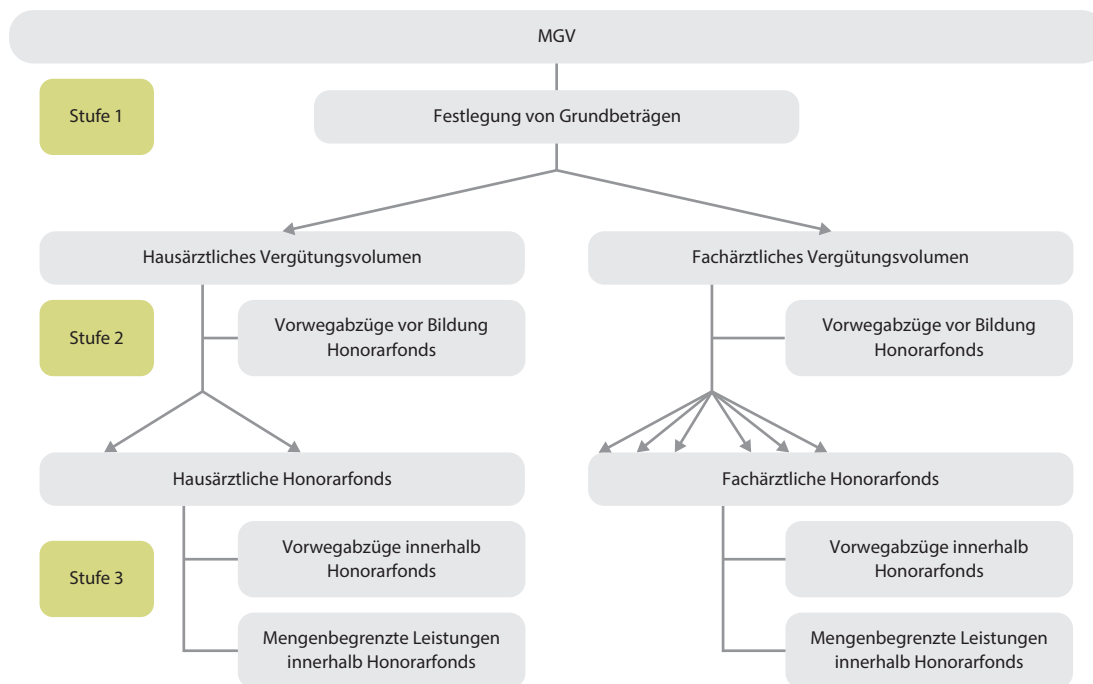 MGV
Stufe 1
Festlegung von Grundbeträgen
Hausärztliches Vergütungsvolumen
Fachärztliches Vergütungsvolumen
Stufe 2
Vorwegabzüge vor Bildung
Honorarfonds
Vorwegabzüge vor Bildung
Honorarfonds
Hausärztliche Honorarfonds
Fachärztliche Honorarfonds
Stufe 3
Vorwegabzüge innerhalb
Honorarfonds
Vorwegabzüge innerhalb
Honorarfonds
Mengenbegrenzte Leistungen
innerhalb Honorarfonds
Mengenbegrenzte Leistungen
innerhalb Honorarfonds